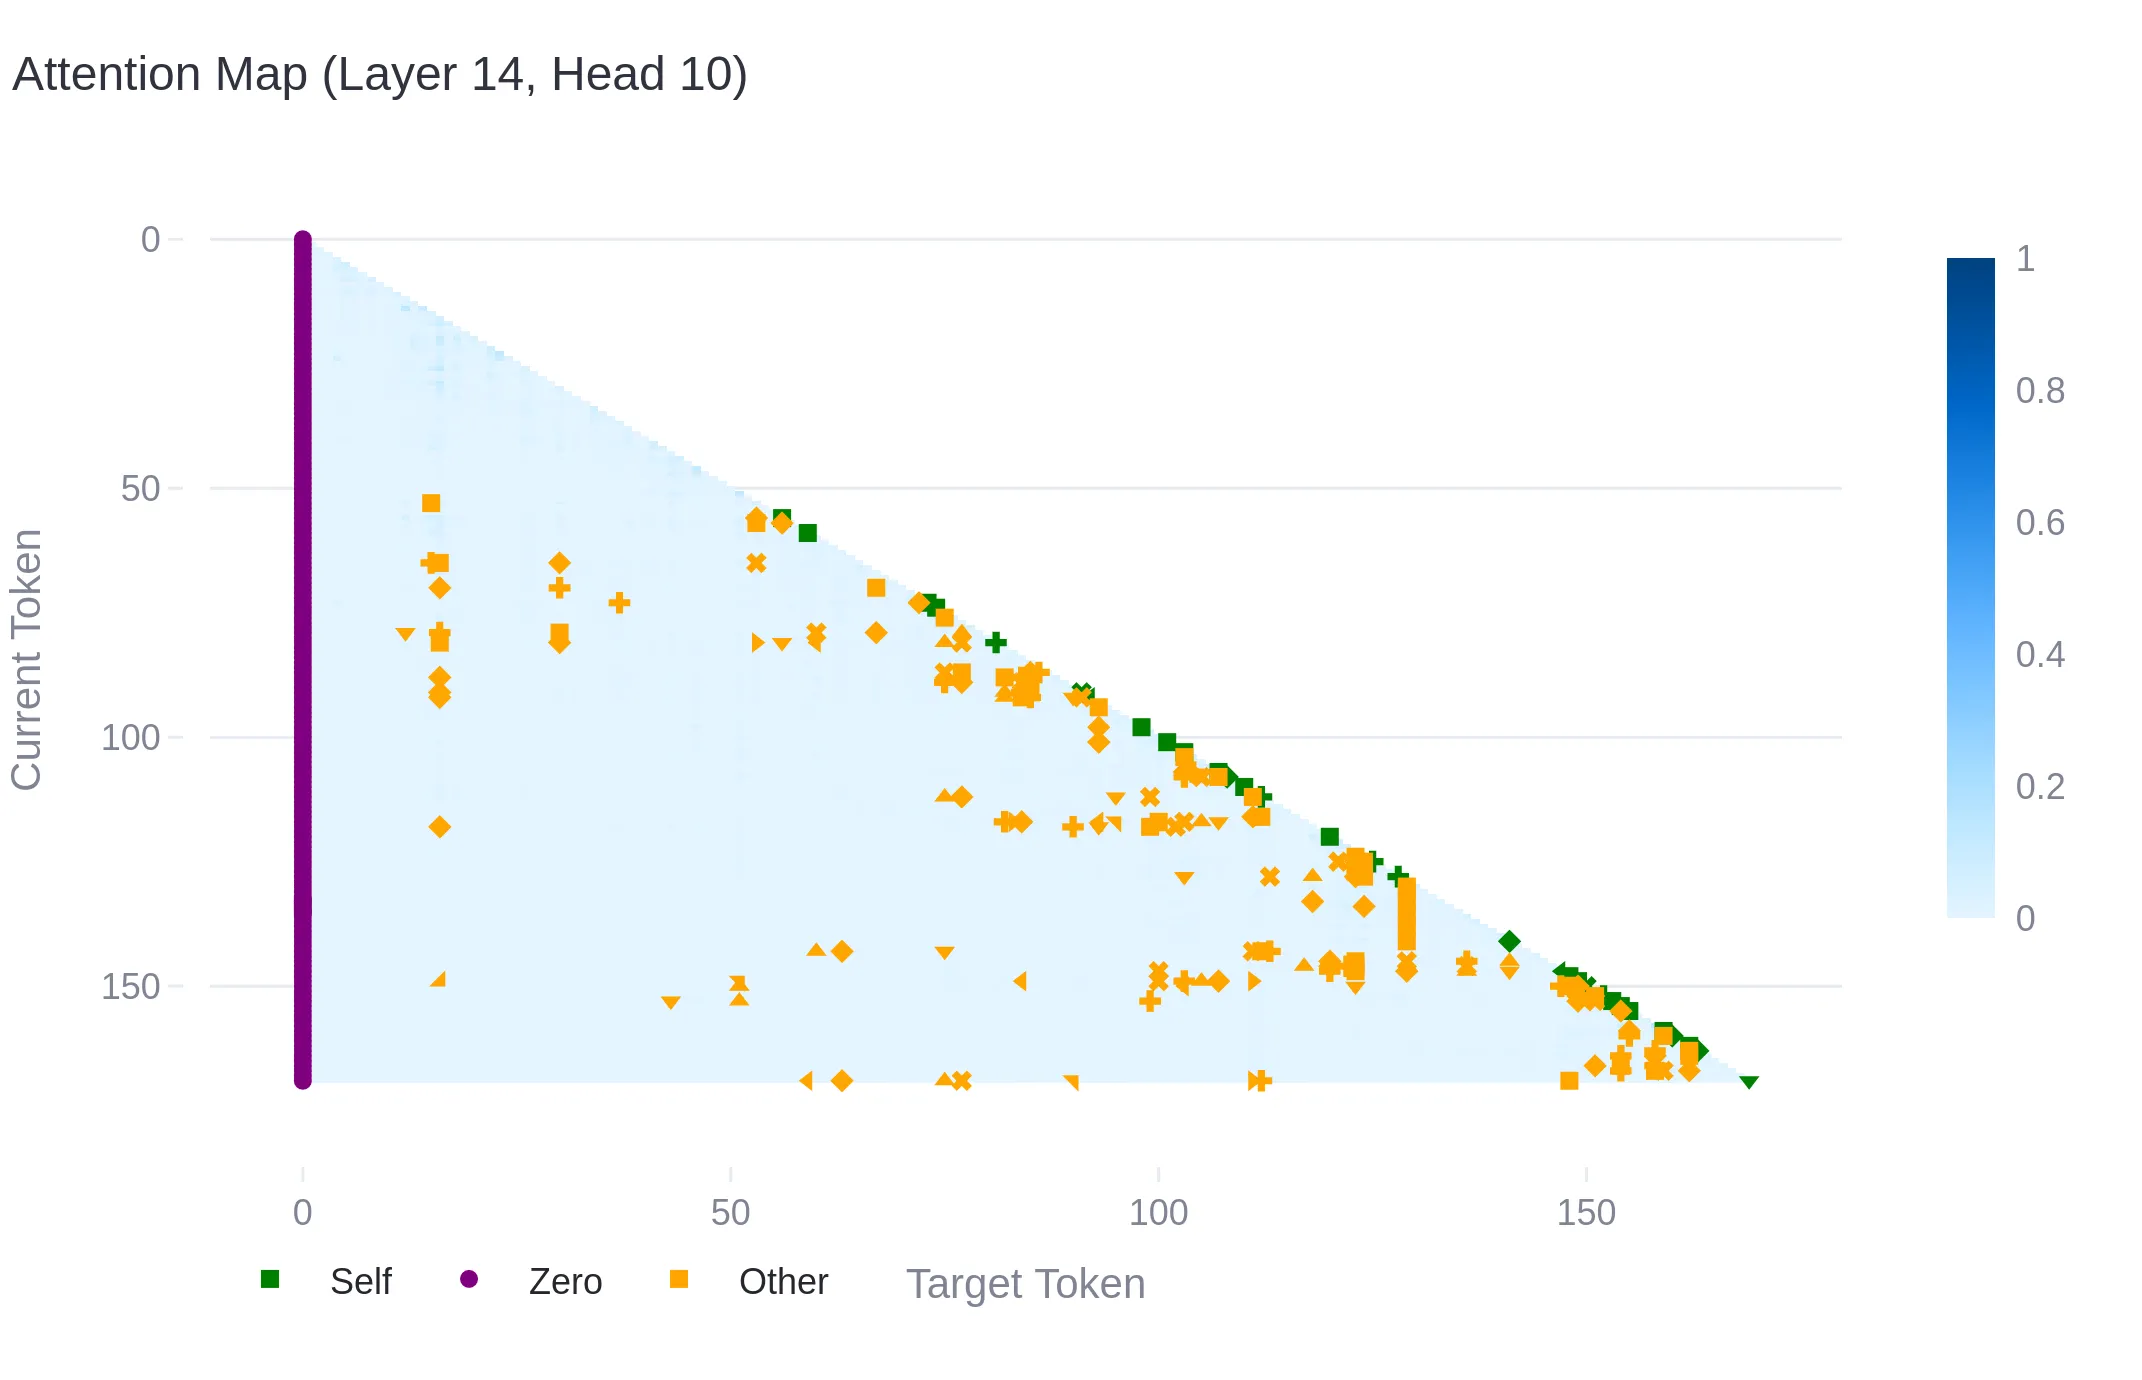 Attention Map (Layer 14, Head 10)
0
50
100
150
Current Token
1
0.8
0.6
0.4
0.2
0
0 50 100 150
Self Zero Other Target Token